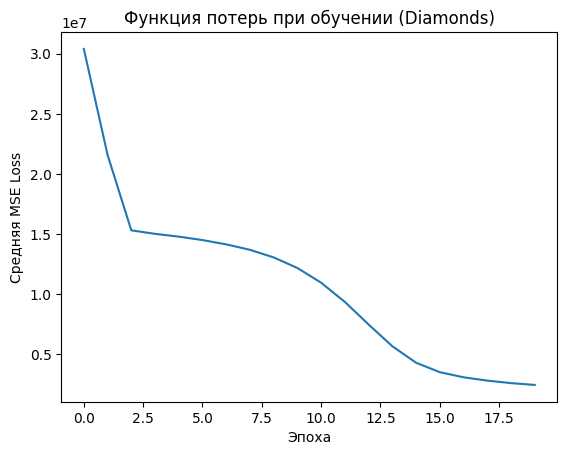 Функция потерь при обучении (Diamonds)
1e7
3.0
2.5
2.0
1.5
1.0
0.5
Средняя MSE Loss
0.0 2.5 5.0 7.5 10.0 12.5 15.0 17.5
Эпоха